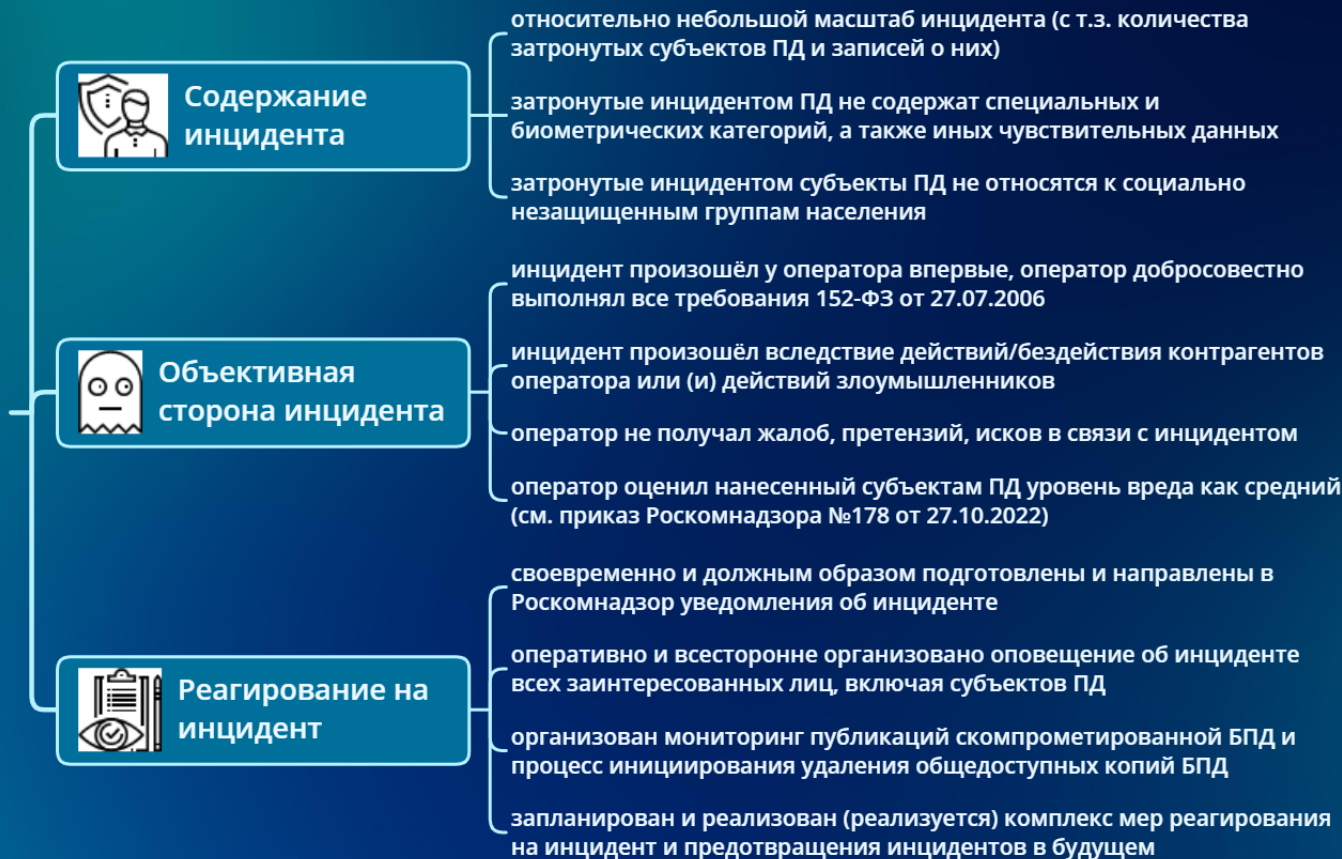 относительно небольшой масштаб инцидента (с т.з. количества
затронутых субъектов ПД и записей о них)
Содержание
инцидента
затронутые инцидентом ПД не содержат специальных и
биометрических категорий, а также иных чувствительных данных
затронутые инцидентом субъекты ПД не относятся к социально
незащищенным группам населения
инцидент произошёл у оператора впервые, оператор добросовестно
выполнял все требования 152-ФЗ от 27.07.2006
Объективная
сторона инцидента
инцидент произошёл вследствие действий/бездействия контрагентов
оператора или (и) действий злоумышленников
оператор не получал жалоб, претензий, исков в связи с инцидентом
оператор оценил нанесенный субъектам ПД уровень вреда как средний
(см. приказ Роскомнадзора №178 от 27.10.2022)
своевременно и должным образом подготовлены и направлены в
Роскомнадзор уведомления об инциденте
Реагирование на
инцидент
оперативно и всесторонне организовано оповещение об инциденте
всех заинтересованных лиц, включая субъектов ПД
организован мониторинг публикаций скомпрометированной БПД и
процесс инициирования удаления общедоступных копий БПД
запланирован и реализован (реализуется) комплекс мер реагирования
на инцидент и предотвращения инцидентов в будущем